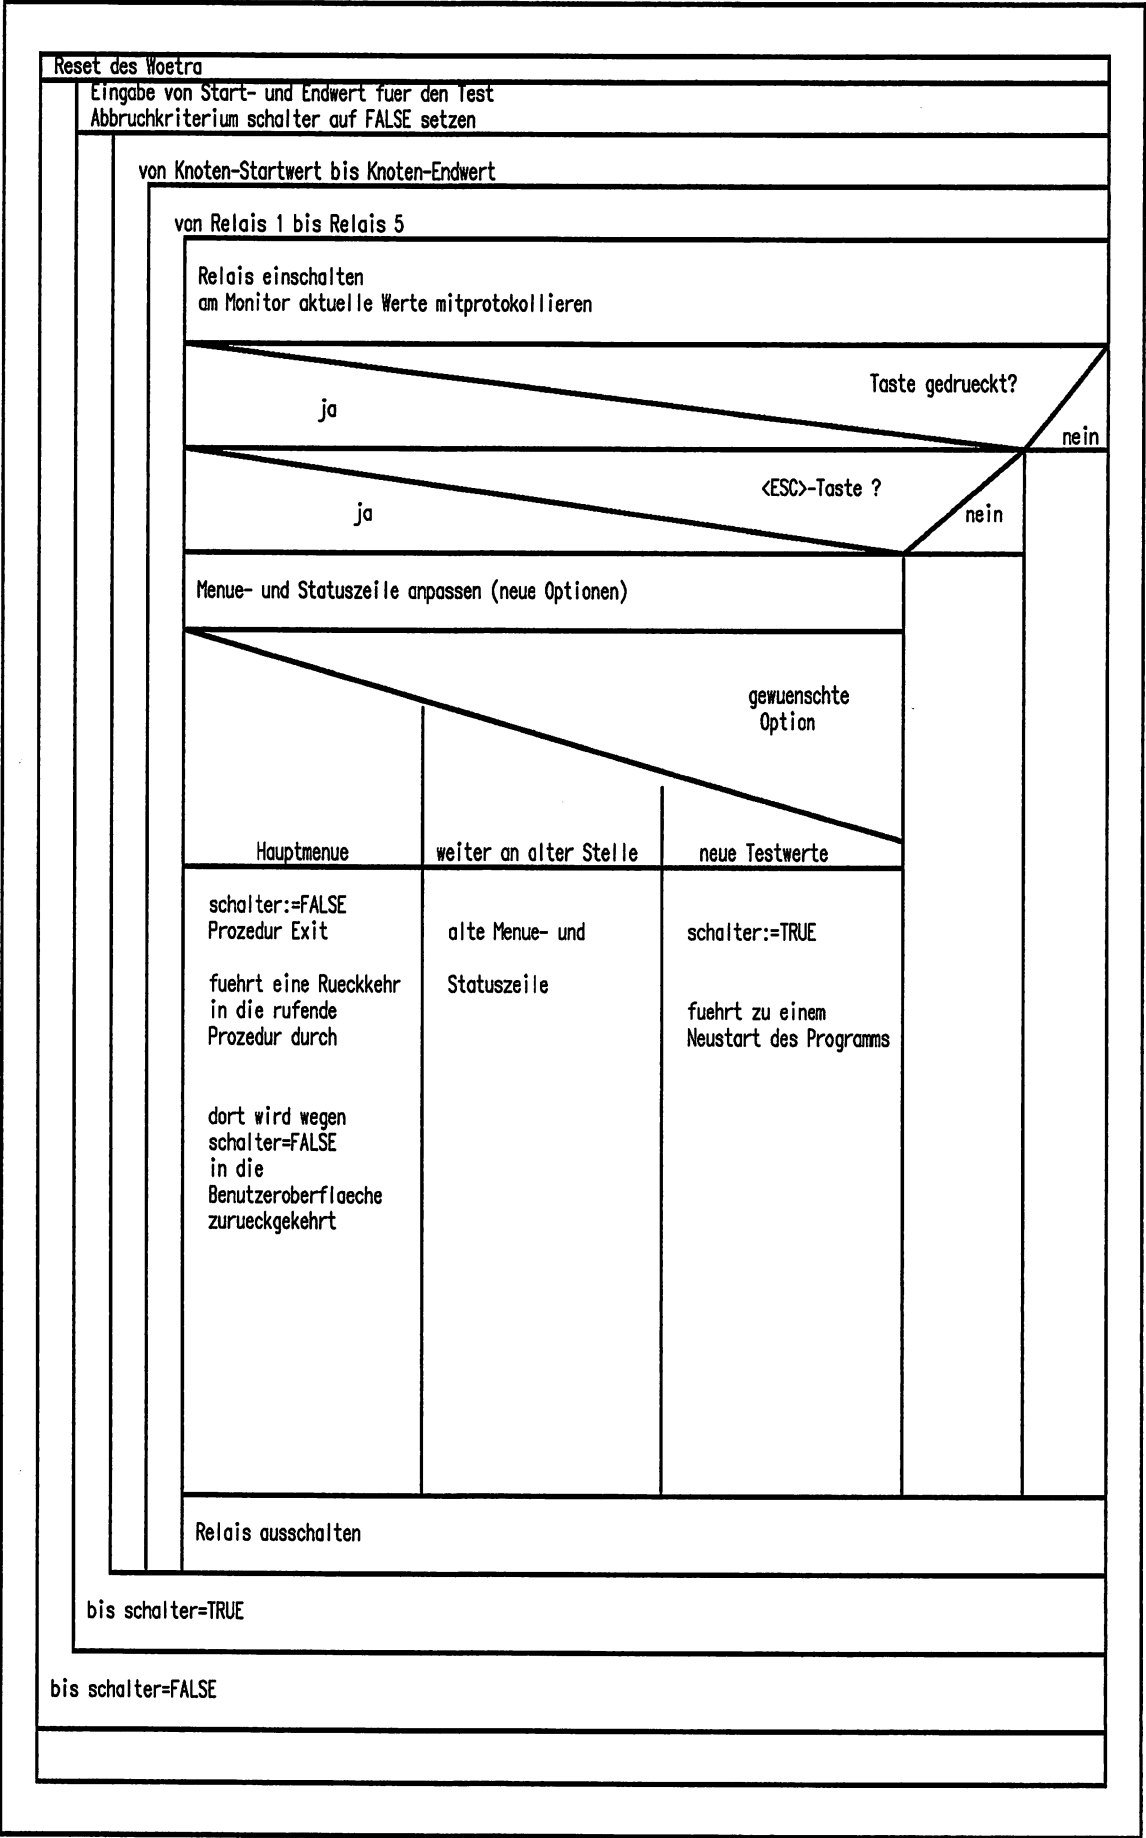 Reset des Woetra
Eingabe von Start- und Endwert fuer den Test
Abbruchkriterium schalter auf FALSE setzen
von Knoten-Startwert bis Knoten-Endwert
von Relais 1 bis Relais 5
Relais einschalten
am Monitor aktuelle Werte mitprotokollieren
Taste gedrueckt?
ja
nein
<ESC>-Taste ?
ja
nein
Menue- und Statuszeile anpassen (neue Optionen)
gewuenschte
Option
Hauptmenue
weiter an alter Stelle
neue Testwerte
schalter:=FALSE
Prozedur Exit
fuehrt eine Rueckkehr
in die rufende
Prozedur durch
dort wird wegen
schalter=FALSE
in die
Benutzeroberflaeche
zurueckgekehrt
alte Menue- und
Statuszeile
schalter:=TRUE
fuehrt zu einem
Neustart des Programms
Relais ausschalten
bis schalter=TRUE
bis schalter=FALSE